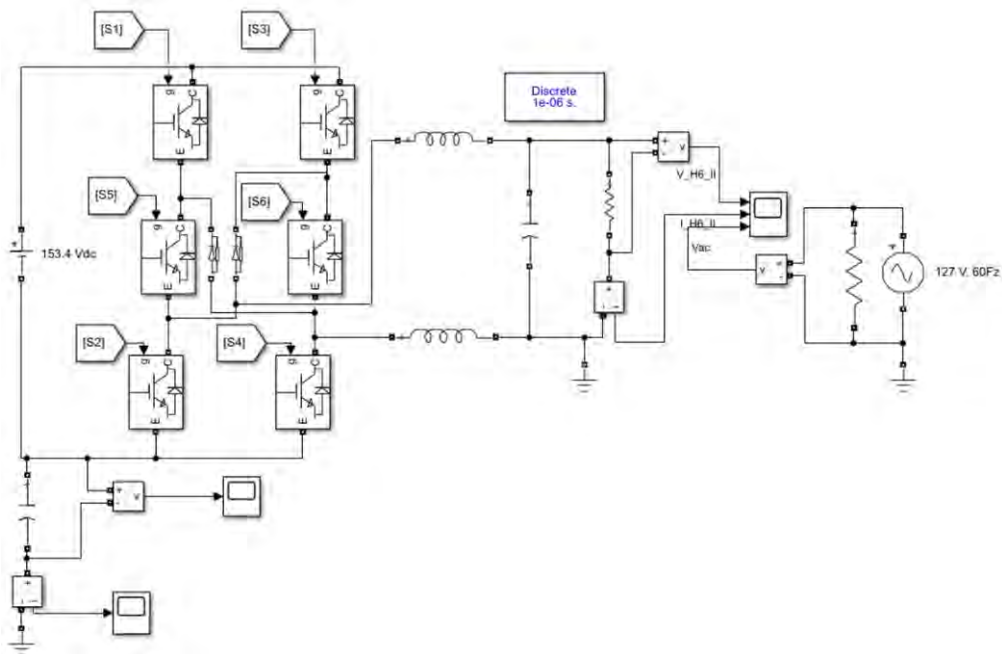 [S1]
[S3]
g
C
E
g
C
E
Discrete
1e-06 s.
[S5]
[S6]
g
C
E
g
C
E
153.4 Vdc
[S2]
[S4]
g
C
E
g
C
E
+
-
v
V_H6_II
I_H6_II
Vac
+
-
v
127 V, 60Fz
+
i
-
+
-
v
+
i
-